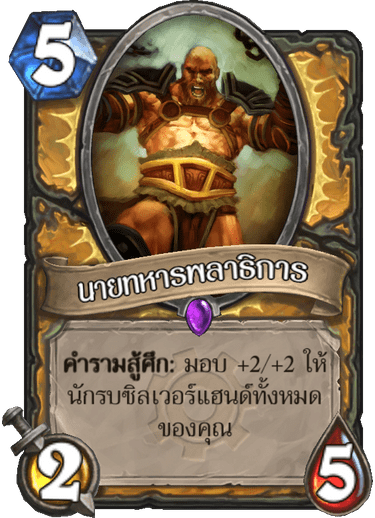 5
นายทหารพลาธิการ
คำรามสู้ศึก: มอบ +2/+2 ให้
นักรบซิลเวอร์แฮนด์ทั้งหมด
ของคุณ
2
5